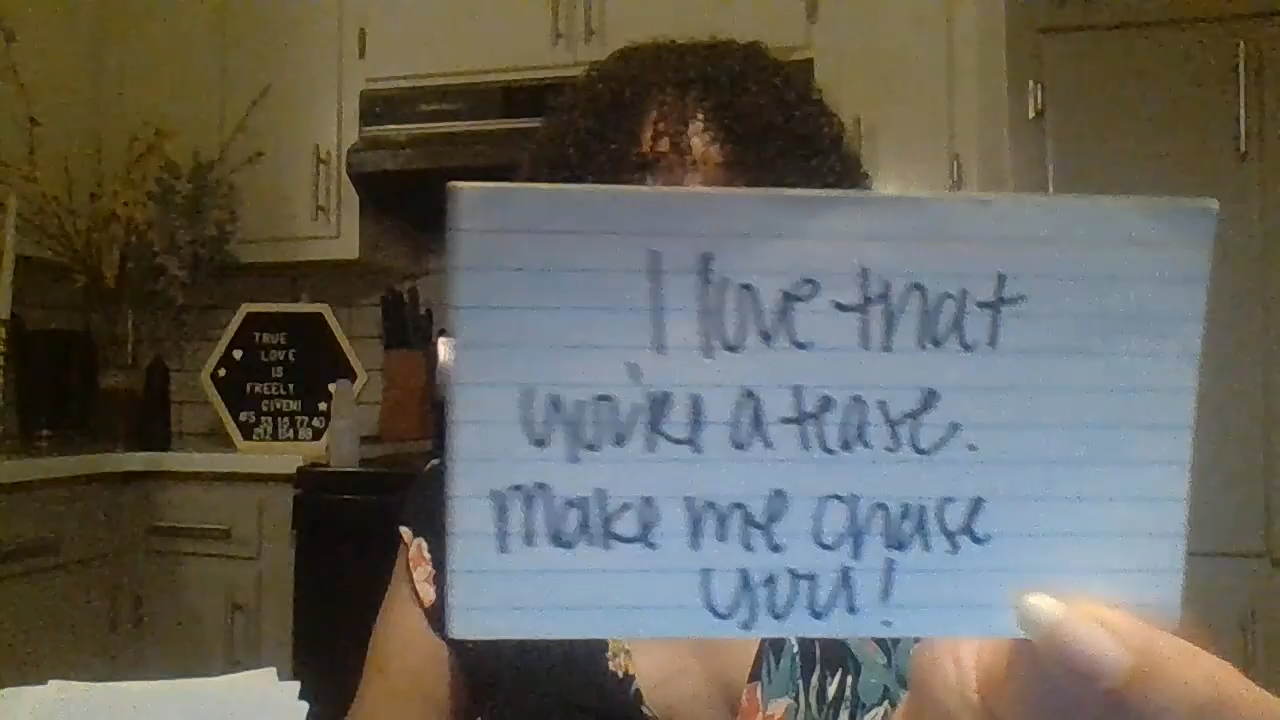 I love that
you're a tease.
Make me chase
you!
TRUE
LOVE
IS
FREELY
GIVEN!